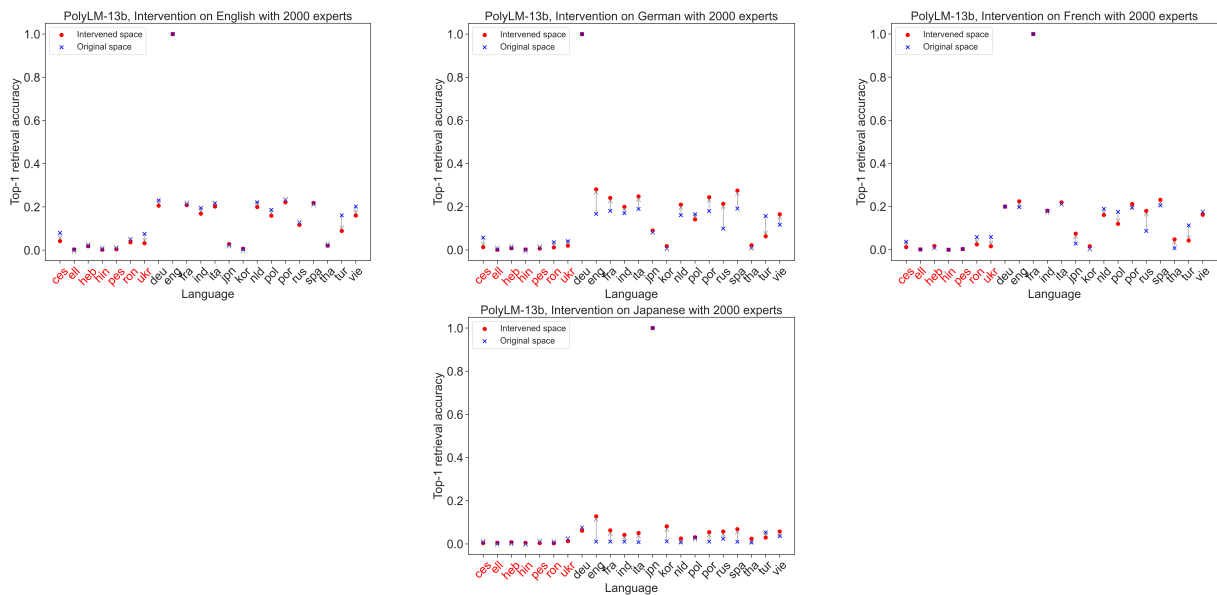 PolyLM-13b, Intervention on English with 2000 experts
Intervened space
Original space
1.0
0.8
0.6
0.4
0.2
0.0
Top-1 retrieval accuracy
ces ell heb hin pes ron ukr deu eng fra ind ita jpn kor nld pol por rus spa tha tur vie
Language
PolyLM-13b, Intervention on German with 2000 experts
Intervened space
Original space
1.0
0.8
0.6
0.4
0.2
0.0
Top-1 retrieval accuracy
ces ell heb hin pes ron ukr deu eng fra ind ita jpn kor nld pol por rus spa tha tur vie
Language
PolyLM-13b, Intervention on French with 2000 experts
Intervened space
Original space
1.0
0.8
0.6
0.4
0.2
0.0
Top-1 retrieval accuracy
ces ell heb hin pes ron ukr deu eng fra ind ita jpn kor nld pol por rus spa tha tur vie
Language
PolyLM-13b, Intervention on Japanese with 2000 experts
Intervened space
Original space
1.0
0.8
0.6
0.4
0.2
0.0
Top-1 retrieval accuracy
ces ell heb hin pes ron ukr deu eng fra ind ita jpn kor nld pol por rus spa tha tur vie
Language